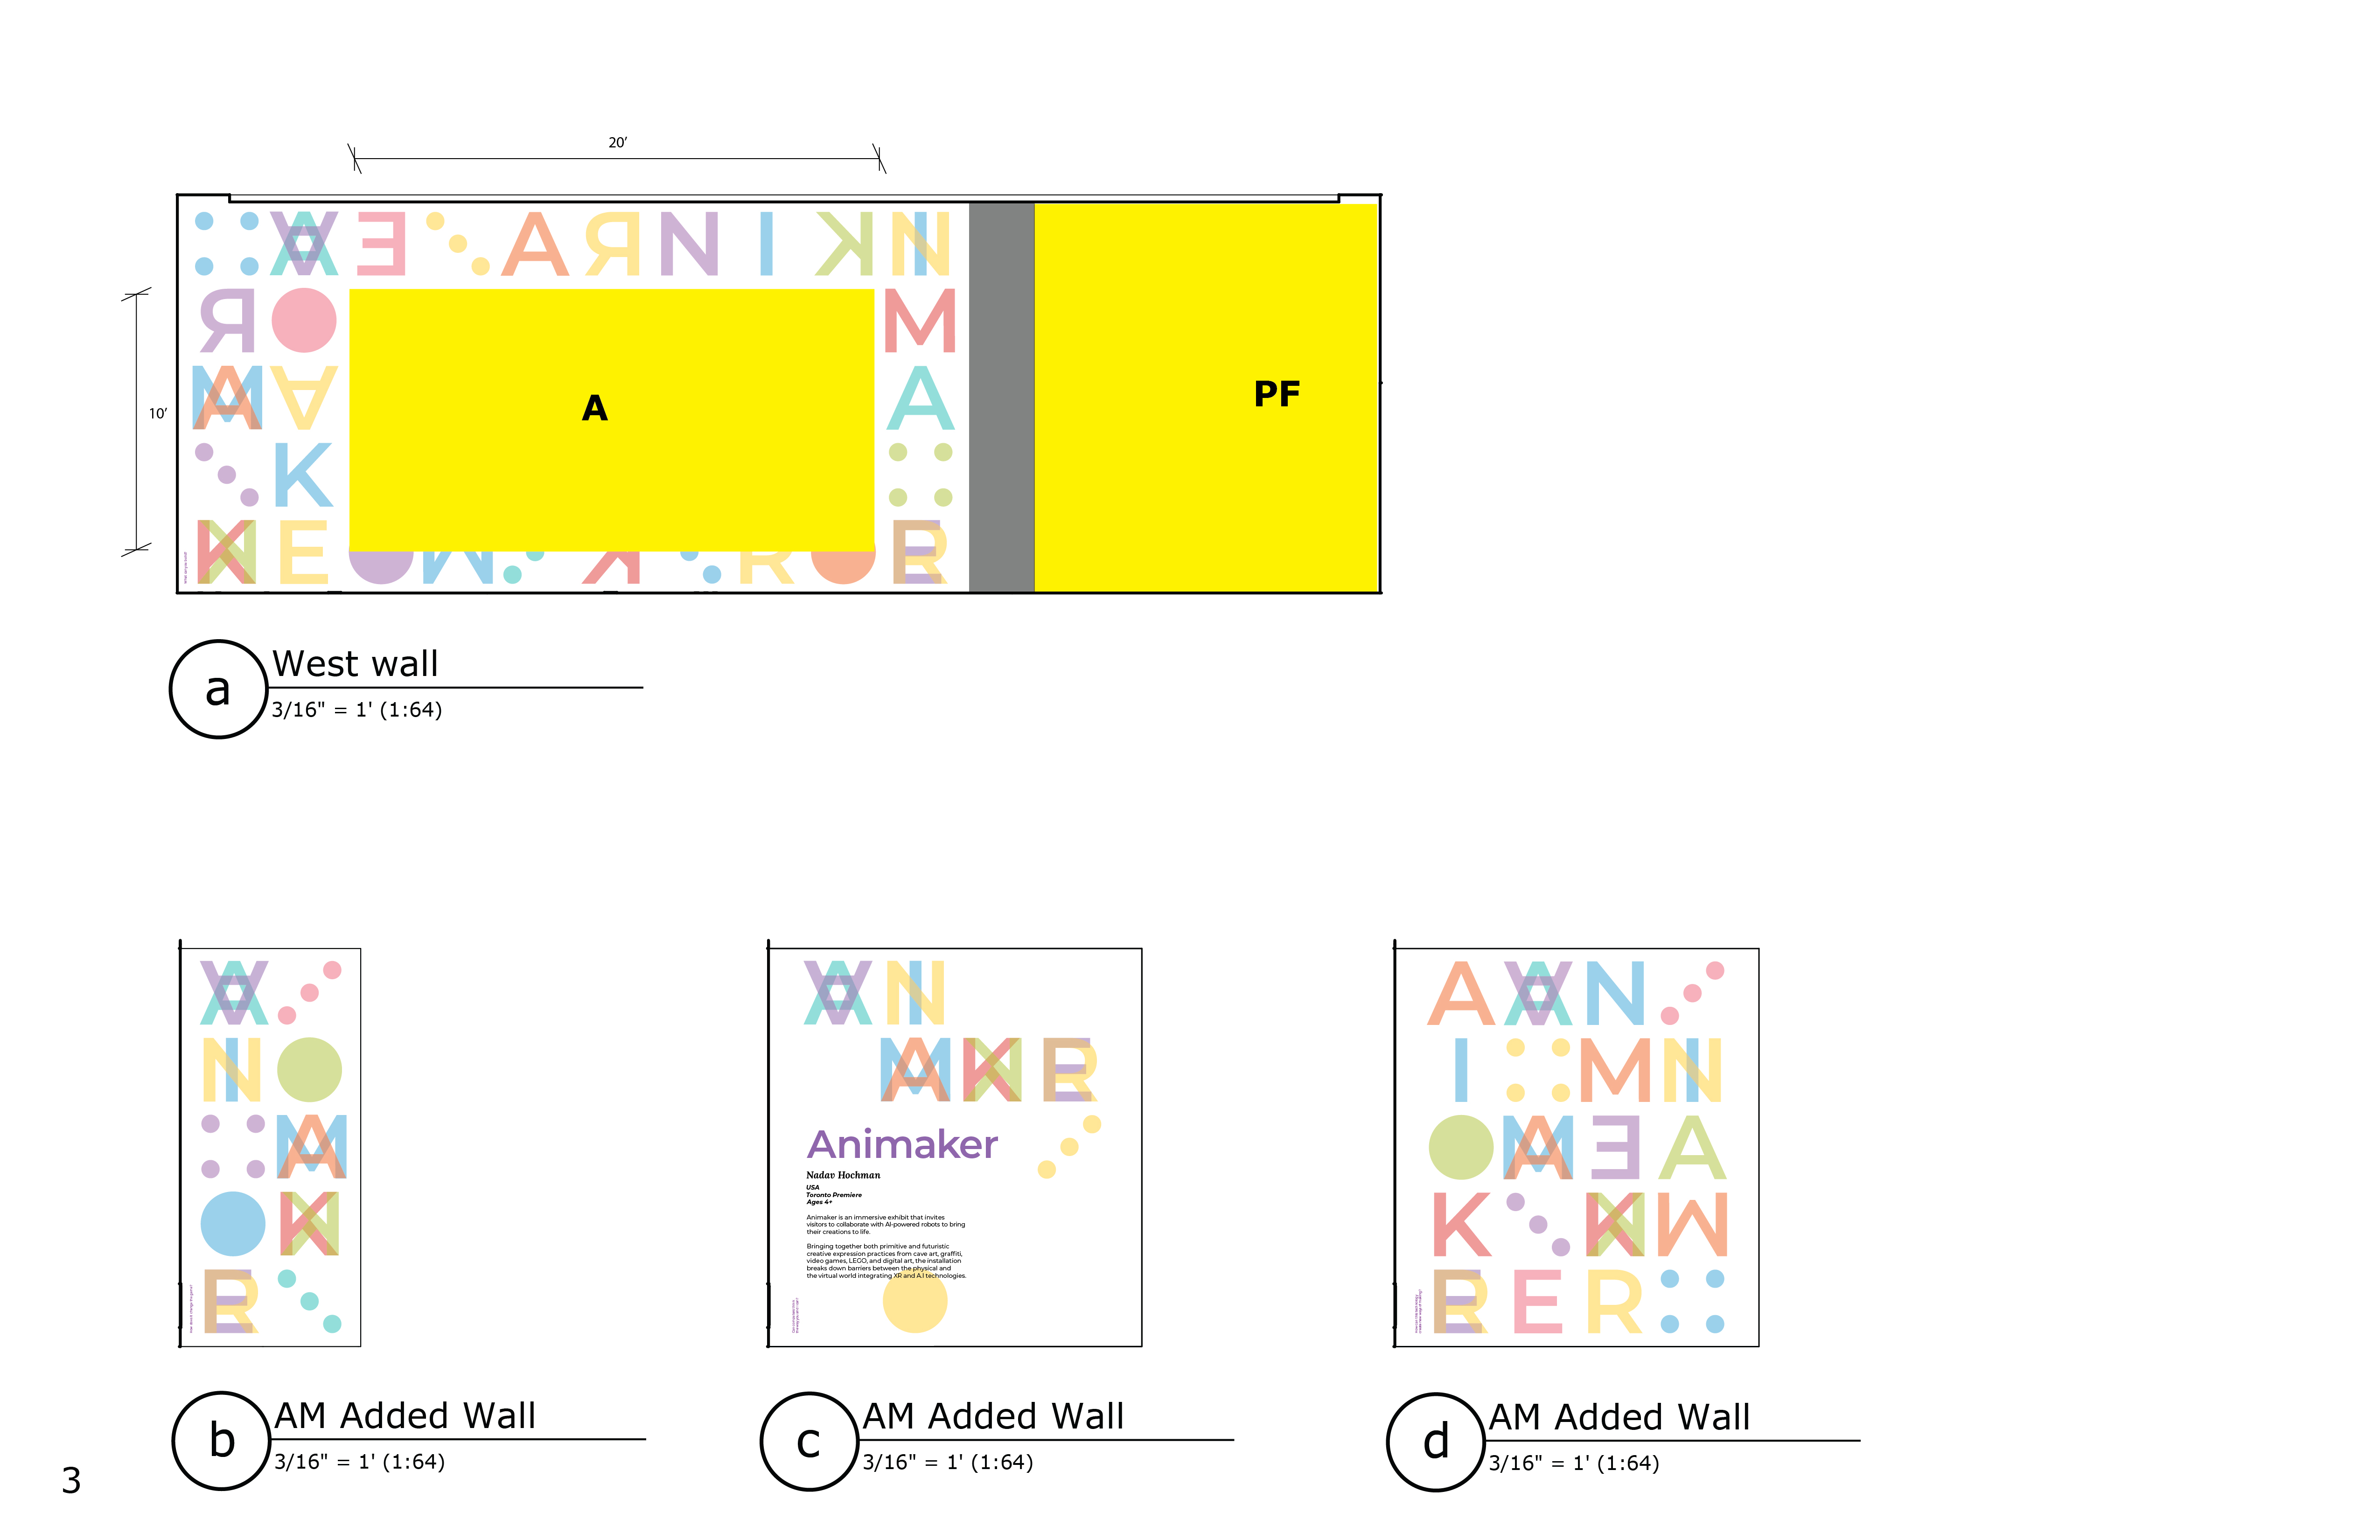 20'
A E A R N I K N
R M
M A A A
K
K N E M K R E R
10'
A
PF
a
West wall
3/16" = 1' (1:64)
A
N
M A
K N
E R
A N I
M A K N E R
Animaker
Nadav Hochman
USA
Toronto Premiere
Ages 4+
Animaker is an immersive exhibit that invites
visitors to collaborate with AI-powered robots to bring
their creations to life.
Bringing together both primitive and futuristic
creative expression practices from cave art, graffiti,
video games, LEGO, and digital art, the installation
breaks down barriers between the physical and
the virtual world integrating XR and A.I technologies.
A A N
I M N
M A E A
K K N M
E R E R
b
AM Added Wall
3/16" = 1' (1:64)
c
AM Added Wall
3/16" = 1' (1:64)
d
AM Added Wall
3/16" = 1' (1:64)
3